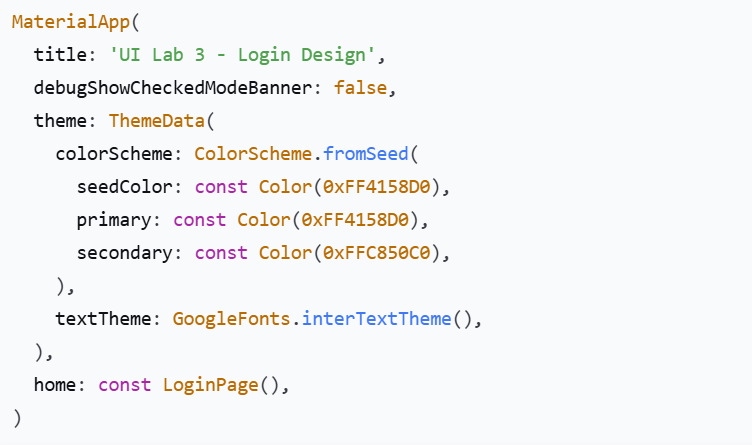 MaterialApp(
  title: 'UI Lab 3 - Login Design',
  debugShowCheckedModeBanner: false,
  theme: ThemeData(
    colorScheme: ColorScheme.fromSeed(
      seedColor: const Color(0xFF4158D0),
      primary: const Color(0xFF4158D0),
      secondary: const Color(0xFFC850C0),
    ),
    textTheme: GoogleFonts.interTextTheme(),
  ),
  home: const LoginPage(),
)